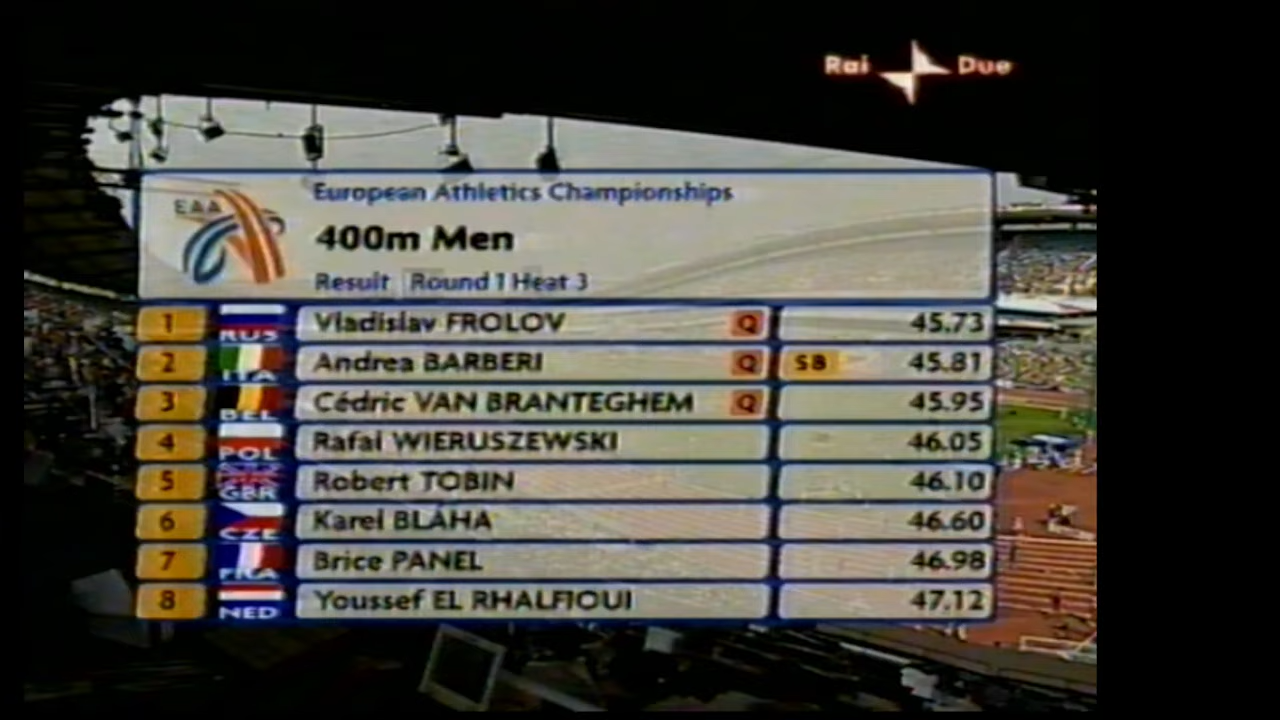 Rai Due
European Athletics Championships
EAA
400m Men
Result Round 1 Heat 3
1 RUS Vladislav FROLOV Q 45.73
2 ITA Andrea BARBERI Q SB 45.81
3 BEL Cédric VAN BRANTEGHEM Q 45.95
4 POL Rafal WIERUSZEWSKI 46.05
5 GBR Robert TOBIN 46.10
6 CZE Karel BLÁHA 46.60
7 FRA Brice PANEL 46.98
8 NED Youssef EL RHALFIOUI 47.12